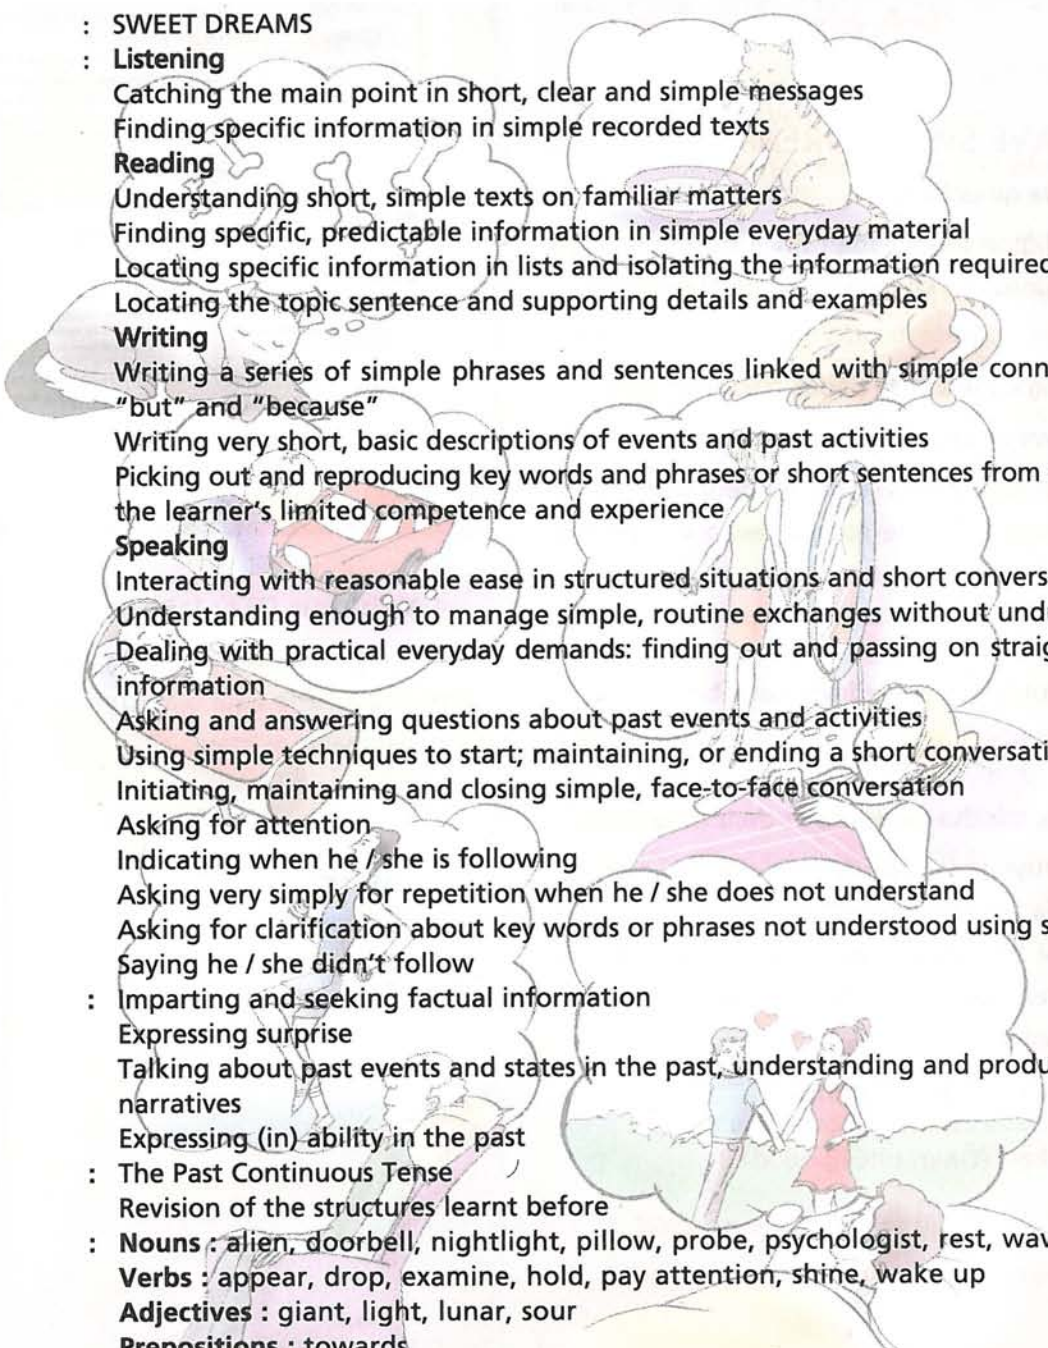 : SWEET DREAMS
: Listening
Catching the main point in short, clear and simple messages
Finding specific information in simple recorded texts
Reading
Understanding short, simple texts on familiar matters
Finding specific, predictable information in simple everyday material
Locating specific information in lists and isolating the information required
Locating the topic sentence and supporting details and examples
Writing
Writing a series of simple phrases and sentences linked with simple conn
"but" and "because"
Writing very short, basic descriptions of events and past activities
Picking out and reproducing key words and phrases or short sentences from
the learner's limited competence and experience
Speaking
Interacting with reasonable ease in structured situations and short convers
Understanding enough to manage simple, routine exchanges without und
Dealing with practical everyday demands: finding out and passing on straig
information
Asking and answering questions about past events and activities
Using simple techniques to start; maintaining, or ending a short conversati
Initiating, maintaining and closing simple, face-to-face conversation
Asking for attention
Indicating when he / she is following
Asking very simply for repetition when he / she does not understand
Asking for clarification about key words or phrases not understood using s
Saying he / she didn't follow
: Imparting and seeking factual information
Expressing surprise
Talking about past events and states in the past, understanding and produ
narratives
Expressing (in) ability in the past
: The Past Continuous Tense
Revision of the structures learnt before
: Nouns : alien, doorbell, nightlight, pillow, probe, psychologist, rest, wav
Verbs : appear, drop, examine, hold, pay attention, shine, wake up
Adjectives : giant, light, lunar, sour
Prepositions : towards